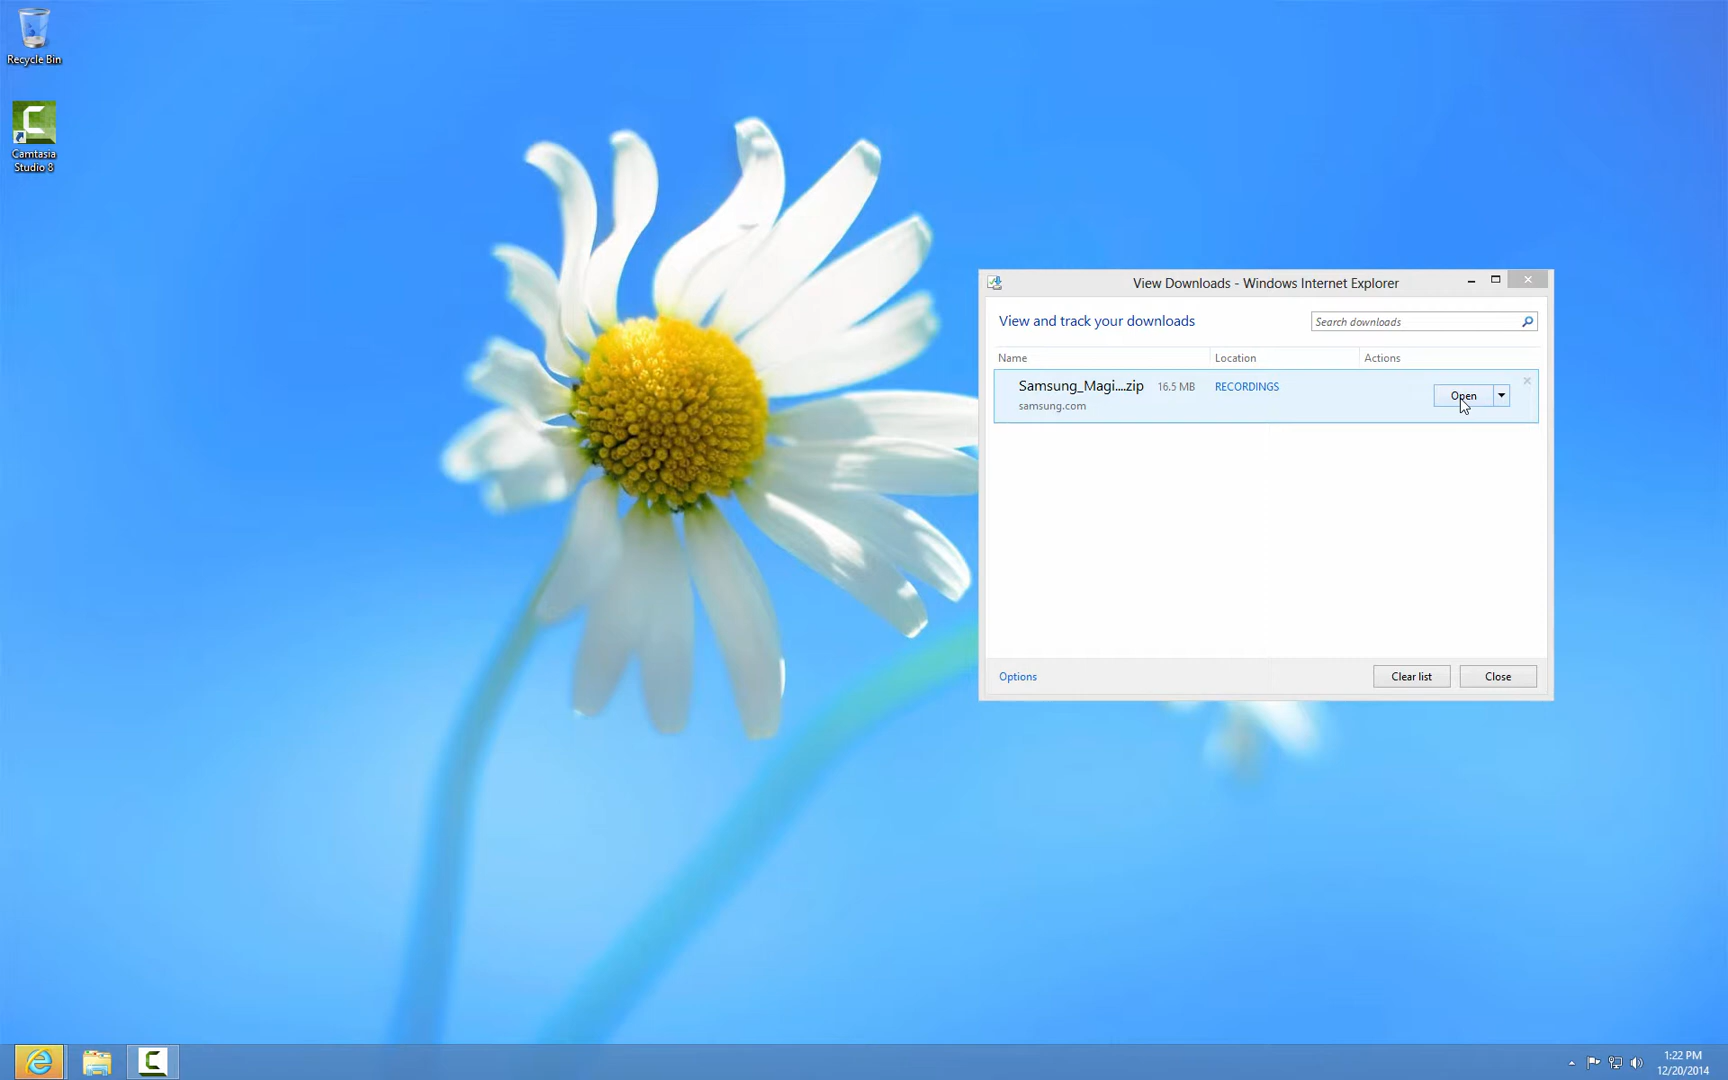 Recycle Bin
Camtasia
Studio 8
View Downloads - Windows Internet Explorer
View and track your downloads
Search downloads
Name
Location
Actions
Samsung_Magi....zip
16.5 MB
RECORDINGS
Open
samsung.com
Options
Clear list
Close
1:22 PM
12/20/2014